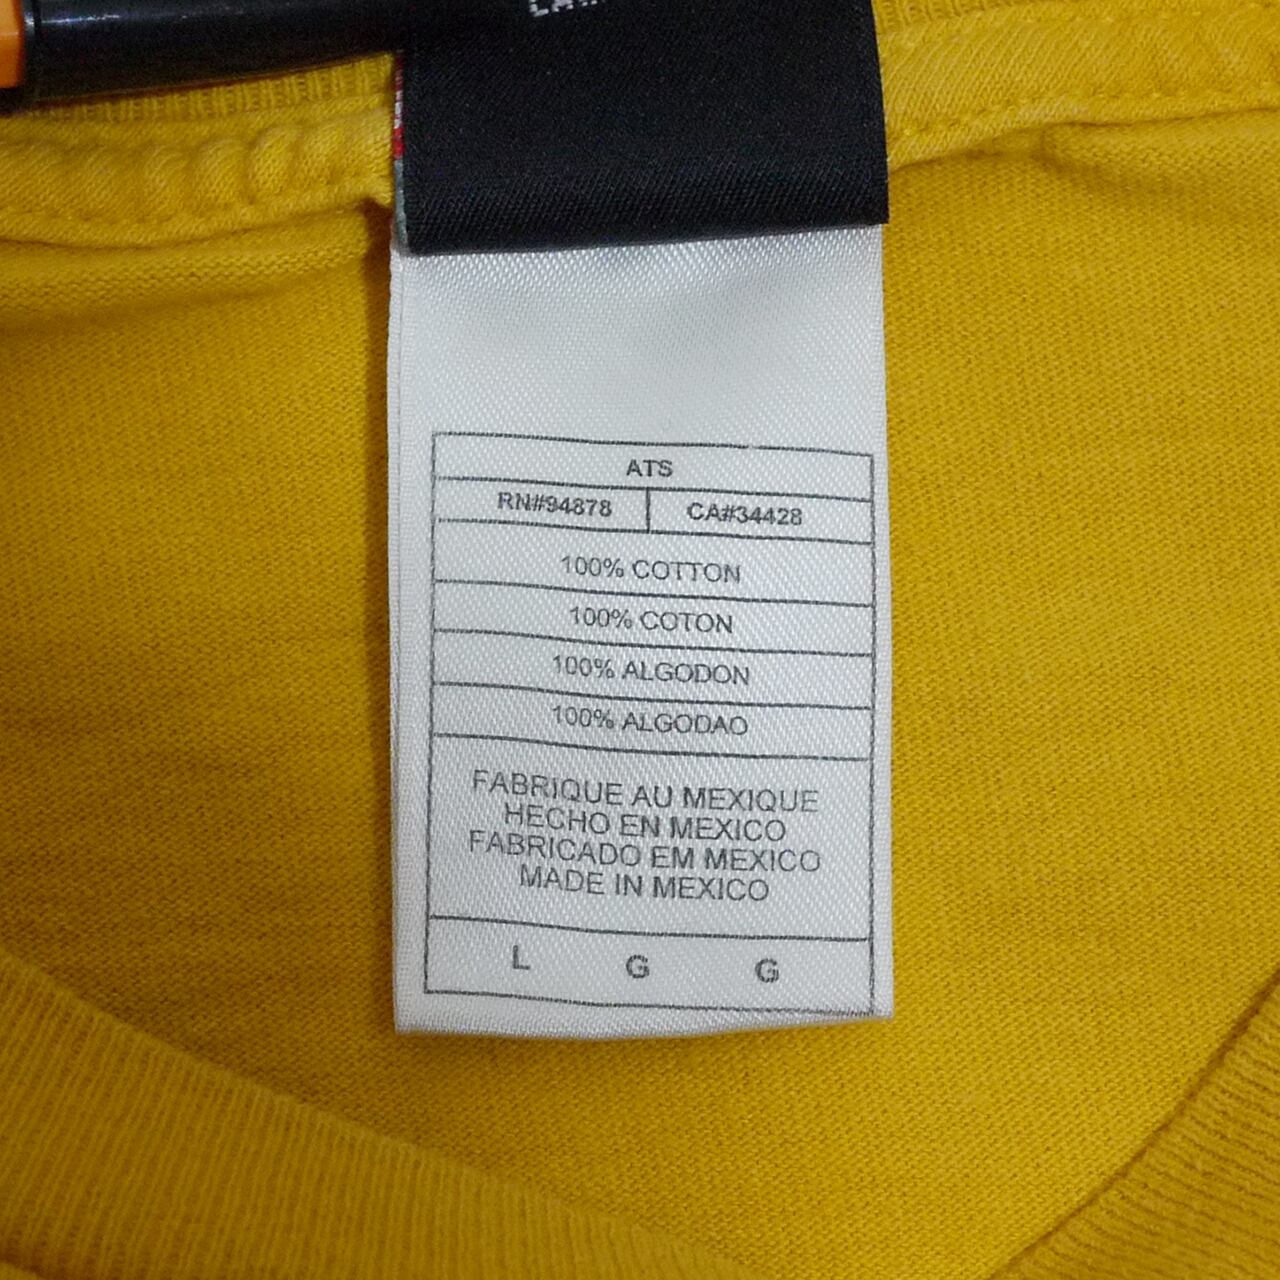 ATS
RN#94878 CA#34428
100% COTTON
100% COTON
100% ALGODON
100% ALGODAO
FABRIQUE AU MEXIQUE
HECHO EN MEXICO
FABRICADO EM MEXICO
MADE IN MEXICO
L G G